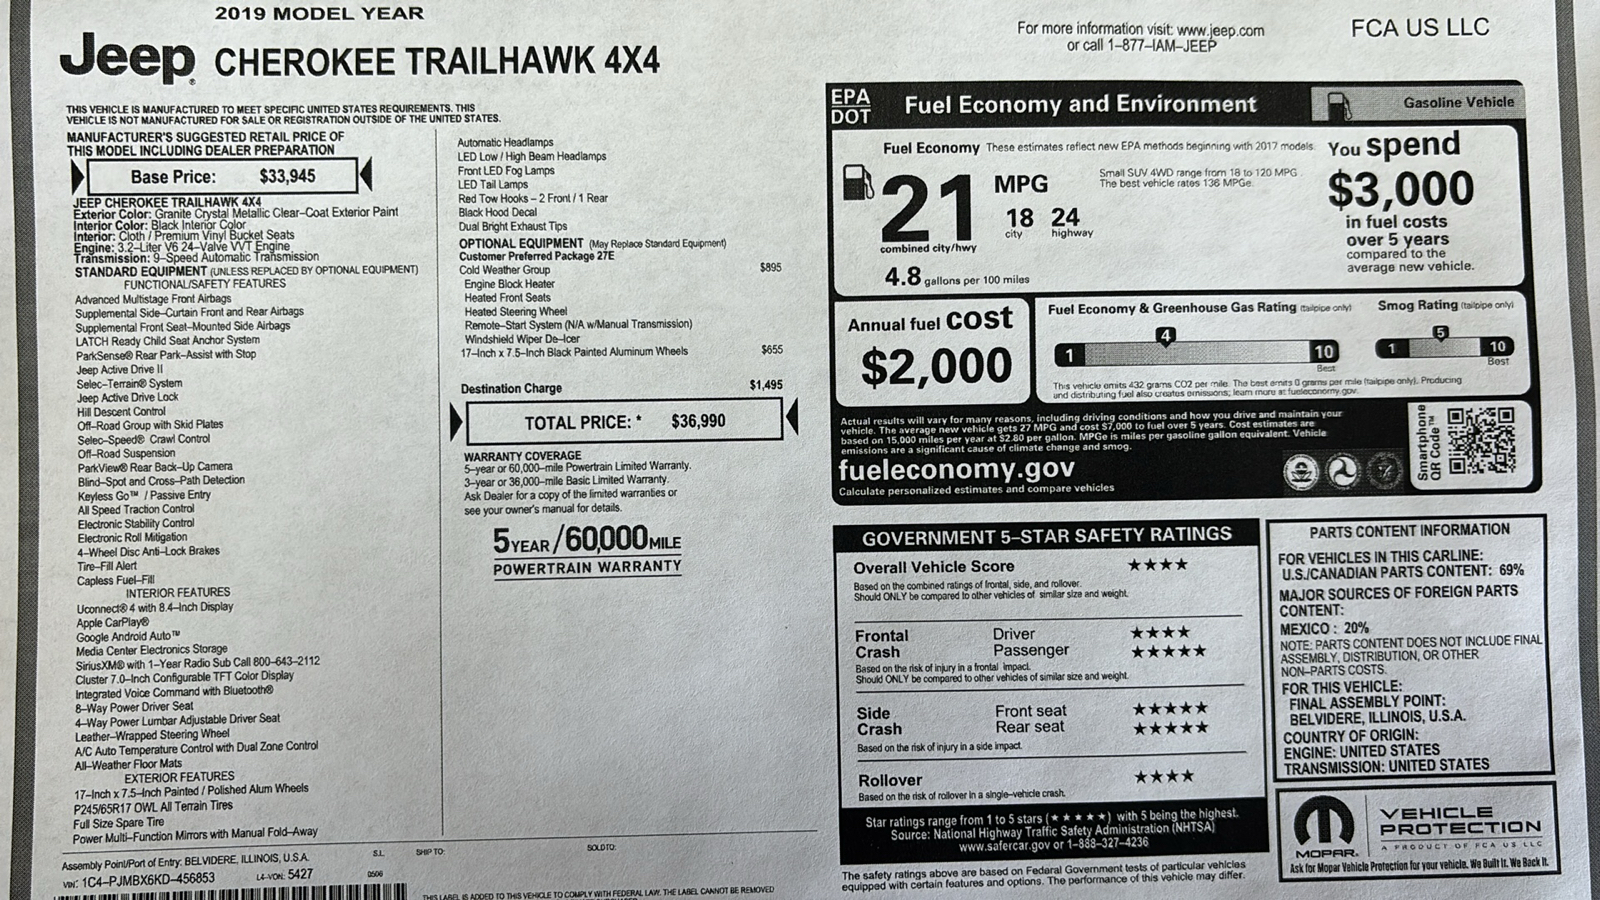 2019 MODEL YEAR
Jeep CHEROKEE TRAILHAWK 4X4
For more information visit: www.jeep.com
or call 1-877-IAM-JEEP
FCA US LLC
THIS VEHICLE IS MANUFACTURED TO MEET SPECIFIC UNITED STATES REQUIREMENTS. THIS
VEHICLE IS NOT MANUFACTURED FOR SALE OR REGISTRATION OUTSIDE OF THE UNITED STATES.
MANUFACTURER'S SUGGESTED RETAIL PRICE OF
THIS MODEL INCLUDING DEALER PREPARATION
Base Price: $33,945
JEEP CHEROKEE TRAILHAWK 4X4
Exterior Color: Granite Crystal Metallic Clear-Coat Exterior Paint
Interior Color: Black Interior Color
Interior: Cloth / Premium Vinyl Bucket Seats
Engine: 3.2-Liter V6 24-Valve VVT Engine
Transmission: 9-Speed Automatic Transmission
STANDARD EQUIPMENT (UNLESS REPLACED BY OPTIONAL EQUIPMENT)
FUNCTIONAL/SAFETY FEATURES
Advanced Multistage Front Airbags
Supplemental Side-Curtain Front and Rear Airbags
Supplemental Front Seat-Mounted Side Airbags
LATCH Ready Child Seat Anchor System
ParkSense® Rear Park-Assist with Stop
Jeep Active Drive II
Selec-Terrain® System
Jeep Active Drive Lock
Hill Descent Control
Off-Road Group with Skid Plates
Selec-Speed® Crawl Control
Off-Road Suspension
ParkView® Rear Back-Up Camera
Blind-Spot and Cross-Path Detection
Keyless Go™ / Passive Entry
All Speed Traction Control
Electronic Stability Control
Electronic Roll Mitigation
4-Wheel Disc Anti-Lock Brakes
Tire-Fill Alert
Capless Fuel-Fill
INTERIOR FEATURES
Uconnect® 4 with 8.4-Inch Display
Apple CarPlay®
Google Android Auto™
Media Center Electronics Storage
SiriusXM® with 1-Year Radio Sub Call 800-643-2112
Cluster 7.0-Inch Configurable TFT Color Display
Integrated Voice Command with Bluetooth®
8-Way Power Driver Seat
4-Way Power Lumbar Adjustable Driver Seat
Leather-Wrapped Steering Wheel
A/C Auto Temperature Control with Dual Zone Control
All-Weather Floor Mats
EXTERIOR FEATURES
17-Inch x 7.5-Inch Painted / Polished Alum Wheels
P245/65R17 OWL All Terrain Tires
Full Size Spare Tire
Power Multi-Function Mirrors with Manual Fold-Away
Automatic Headlamps
LED Low / High Beam Headlamps
Front LED Fog Lamps
LED Tail Lamps
Red Tow Hooks - 2 Front / 1 Rear
Black Hood Decal
Dual Bright Exhaust Tips
OPTIONAL EQUIPMENT (May Replace Standard Equipment)
Customer Preferred Package 27E
Cold Weather Group $895
Engine Block Heater
Heated Front Seats
Heated Steering Wheel
Remote-Start System (N/A w/Manual Transmission)
Windshield Wiper De-Icer
17-Inch x 7.5-Inch Black Painted Aluminum Wheels $655
Destination Charge $1,495
TOTAL PRICE: * $36,990
WARRANTY COVERAGE
5-year or 60,000-mile Powertrain Limited Warranty.
3-year or 36,000-mile Basic Limited Warranty.
Ask Dealer for a copy of the limited warranties or
see your owner's manual for details.
5 YEAR / 60,000 MILE
POWERTRAIN WARRANTY
EPA
DOT
Fuel Economy and Environment
Gasoline Vehicle
Fuel Economy These estimates reflect new EPA methods beginning with 2017 models.
21 MPG
18 24
city highway
combined city/hwy
4.8 gallons per 100 miles
Small SUV 4WD range from 18 to 120 MPG .
The best vehicle rates 136 MPGe.
You spend
$3,000
in fuel costs
over 5 years
compared to the
average new vehicle.
Annual fuel cost
$2,000
Fuel Economy & Greenhouse Gas Rating (tailpipe only)
1 4 10
Best
Smog Rating (tailpipe only)
1 5 10
Best
This vehicle emits 432 grams CO2 per mile. The best emits 0 grams per mile (tailpipe only). Producing
and distributing fuel also creates emissions; learn more at fueleconomy.gov.
Actual results will vary for many reasons, including driving conditions and how you drive and maintain your
vehicle. The average new vehicle gets 27 MPG and cost $7,000 to fuel over 5 years. Cost estimates are
based on 15,000 miles per year at $2.80 per gallon. MPGe is miles per gasoline gallon equivalent. Vehicle
emissions are a significant cause of climate change and smog.
fueleconomy.gov
Calculate personalized estimates and compare vehicles
Smartphone
QR Code™
GOVERNMENT 5-STAR SAFETY RATINGS
Overall Vehicle Score ★★★★
Based on the combined ratings of frontal, side, and rollover.
Should ONLY be compared to other vehicles of similar size and weight.
Frontal Driver ★★★★
Crash Passenger ★★★★★
Based on the risk of injury in a frontal impact.
Should ONLY be compared to other vehicles of similar size and weight.
Side Front seat ★★★★★
Crash Rear seat ★★★★★
Based on the risk of injury in a side impact.
Rollover ★★★★
Based on the risk of rollover in a single-vehicle crash.
Star ratings range from 1 to 5 stars (★★★★★) with 5 being the highest.
Source: National Highway Traffic Safety Administration (NHTSA)
www.safercar.gov or 1-888-327-4236
The safety ratings above are based on Federal Government tests of particular vehicles
equipped with certain features and options. The performance of this vehicle may differ.
PARTS CONTENT INFORMATION
FOR VEHICLES IN THIS CARLINE:
U.S./CANADIAN PARTS CONTENT: 69%
MAJOR SOURCES OF FOREIGN PARTS
CONTENT:
MEXICO : 20%
NOTE: PARTS CONTENT DOES NOT INCLUDE FINAL
ASSEMBLY, DISTRIBUTION, OR OTHER
NON-PARTS COSTS.
FOR THIS VEHICLE:
FINAL ASSEMBLY POINT:
BELVIDERE, ILLINOIS, U.S.A.
COUNTRY OF ORIGIN:
ENGINE: UNITED STATES
TRANSMISSION: UNITED STATES
MOPAR®
VEHICLE
PROTECTION
A PRODUCT OF FCA US LLC
Ask for Mopar Vehicle Protection for your vehicle. We Built It. We Back It.
Assembly Point/Port of Entry: BELVIDERE, ILLINOIS, U.S.A.
VIN: 1C4-PJMBX6KD-456853 L4-VON: 5427
S.L. SHIP TO: SOLD TO:
0506
THIS LABEL IS ADDED TO THIS VEHICLE TO COMPLY WITH FEDERAL LAW. THE LABEL CANNOT BE REMOVED